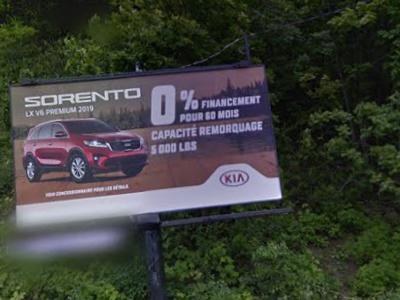 SORENTO
LX V6 PREMIUM 2019
0% FINANCEMENT
POUR 60 MOIS
CAPACITÉ REMORQUAGE
5 000 LBS
VOIR CONCESSIONNAIRE POUR LES DÉTAILS.
KIA